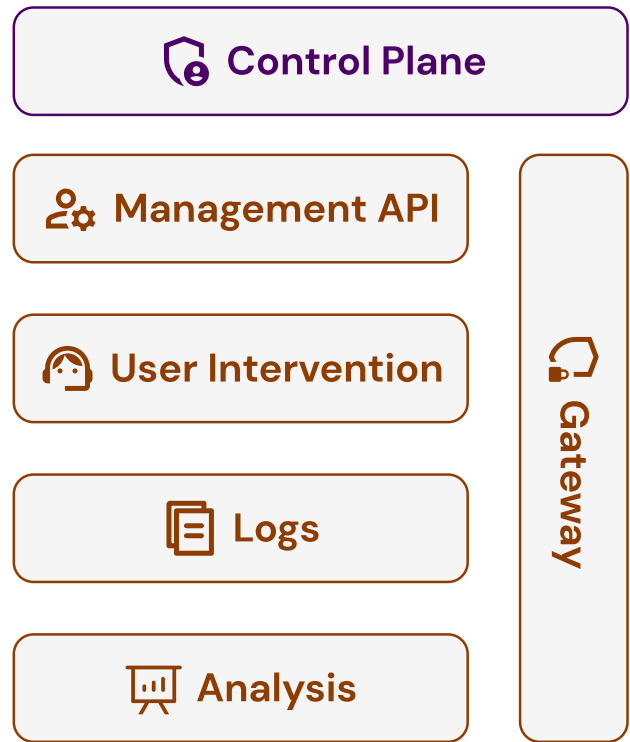 Control Plane
Management API
User Intervention
Logs
Analysis
Gateway